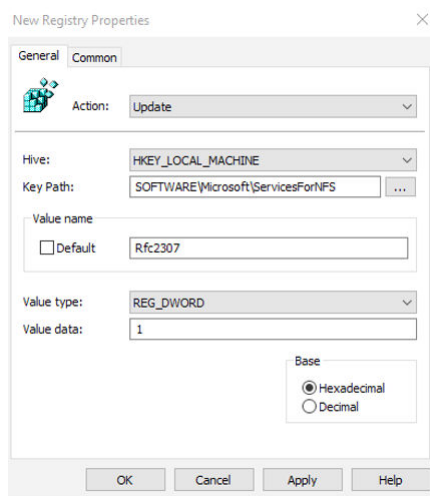 New Registry Properties
General Common
Action: Update
Hive: HKEY_LOCAL_MACHINE
Key Path: SOFTWARE\Microsoft\ServicesForNFS ...
Value name
Default Rfc2307
Value type: REG_DWORD
Value data: 1
Base
Hexadecimal
Decimal
OK Cancel Apply Help